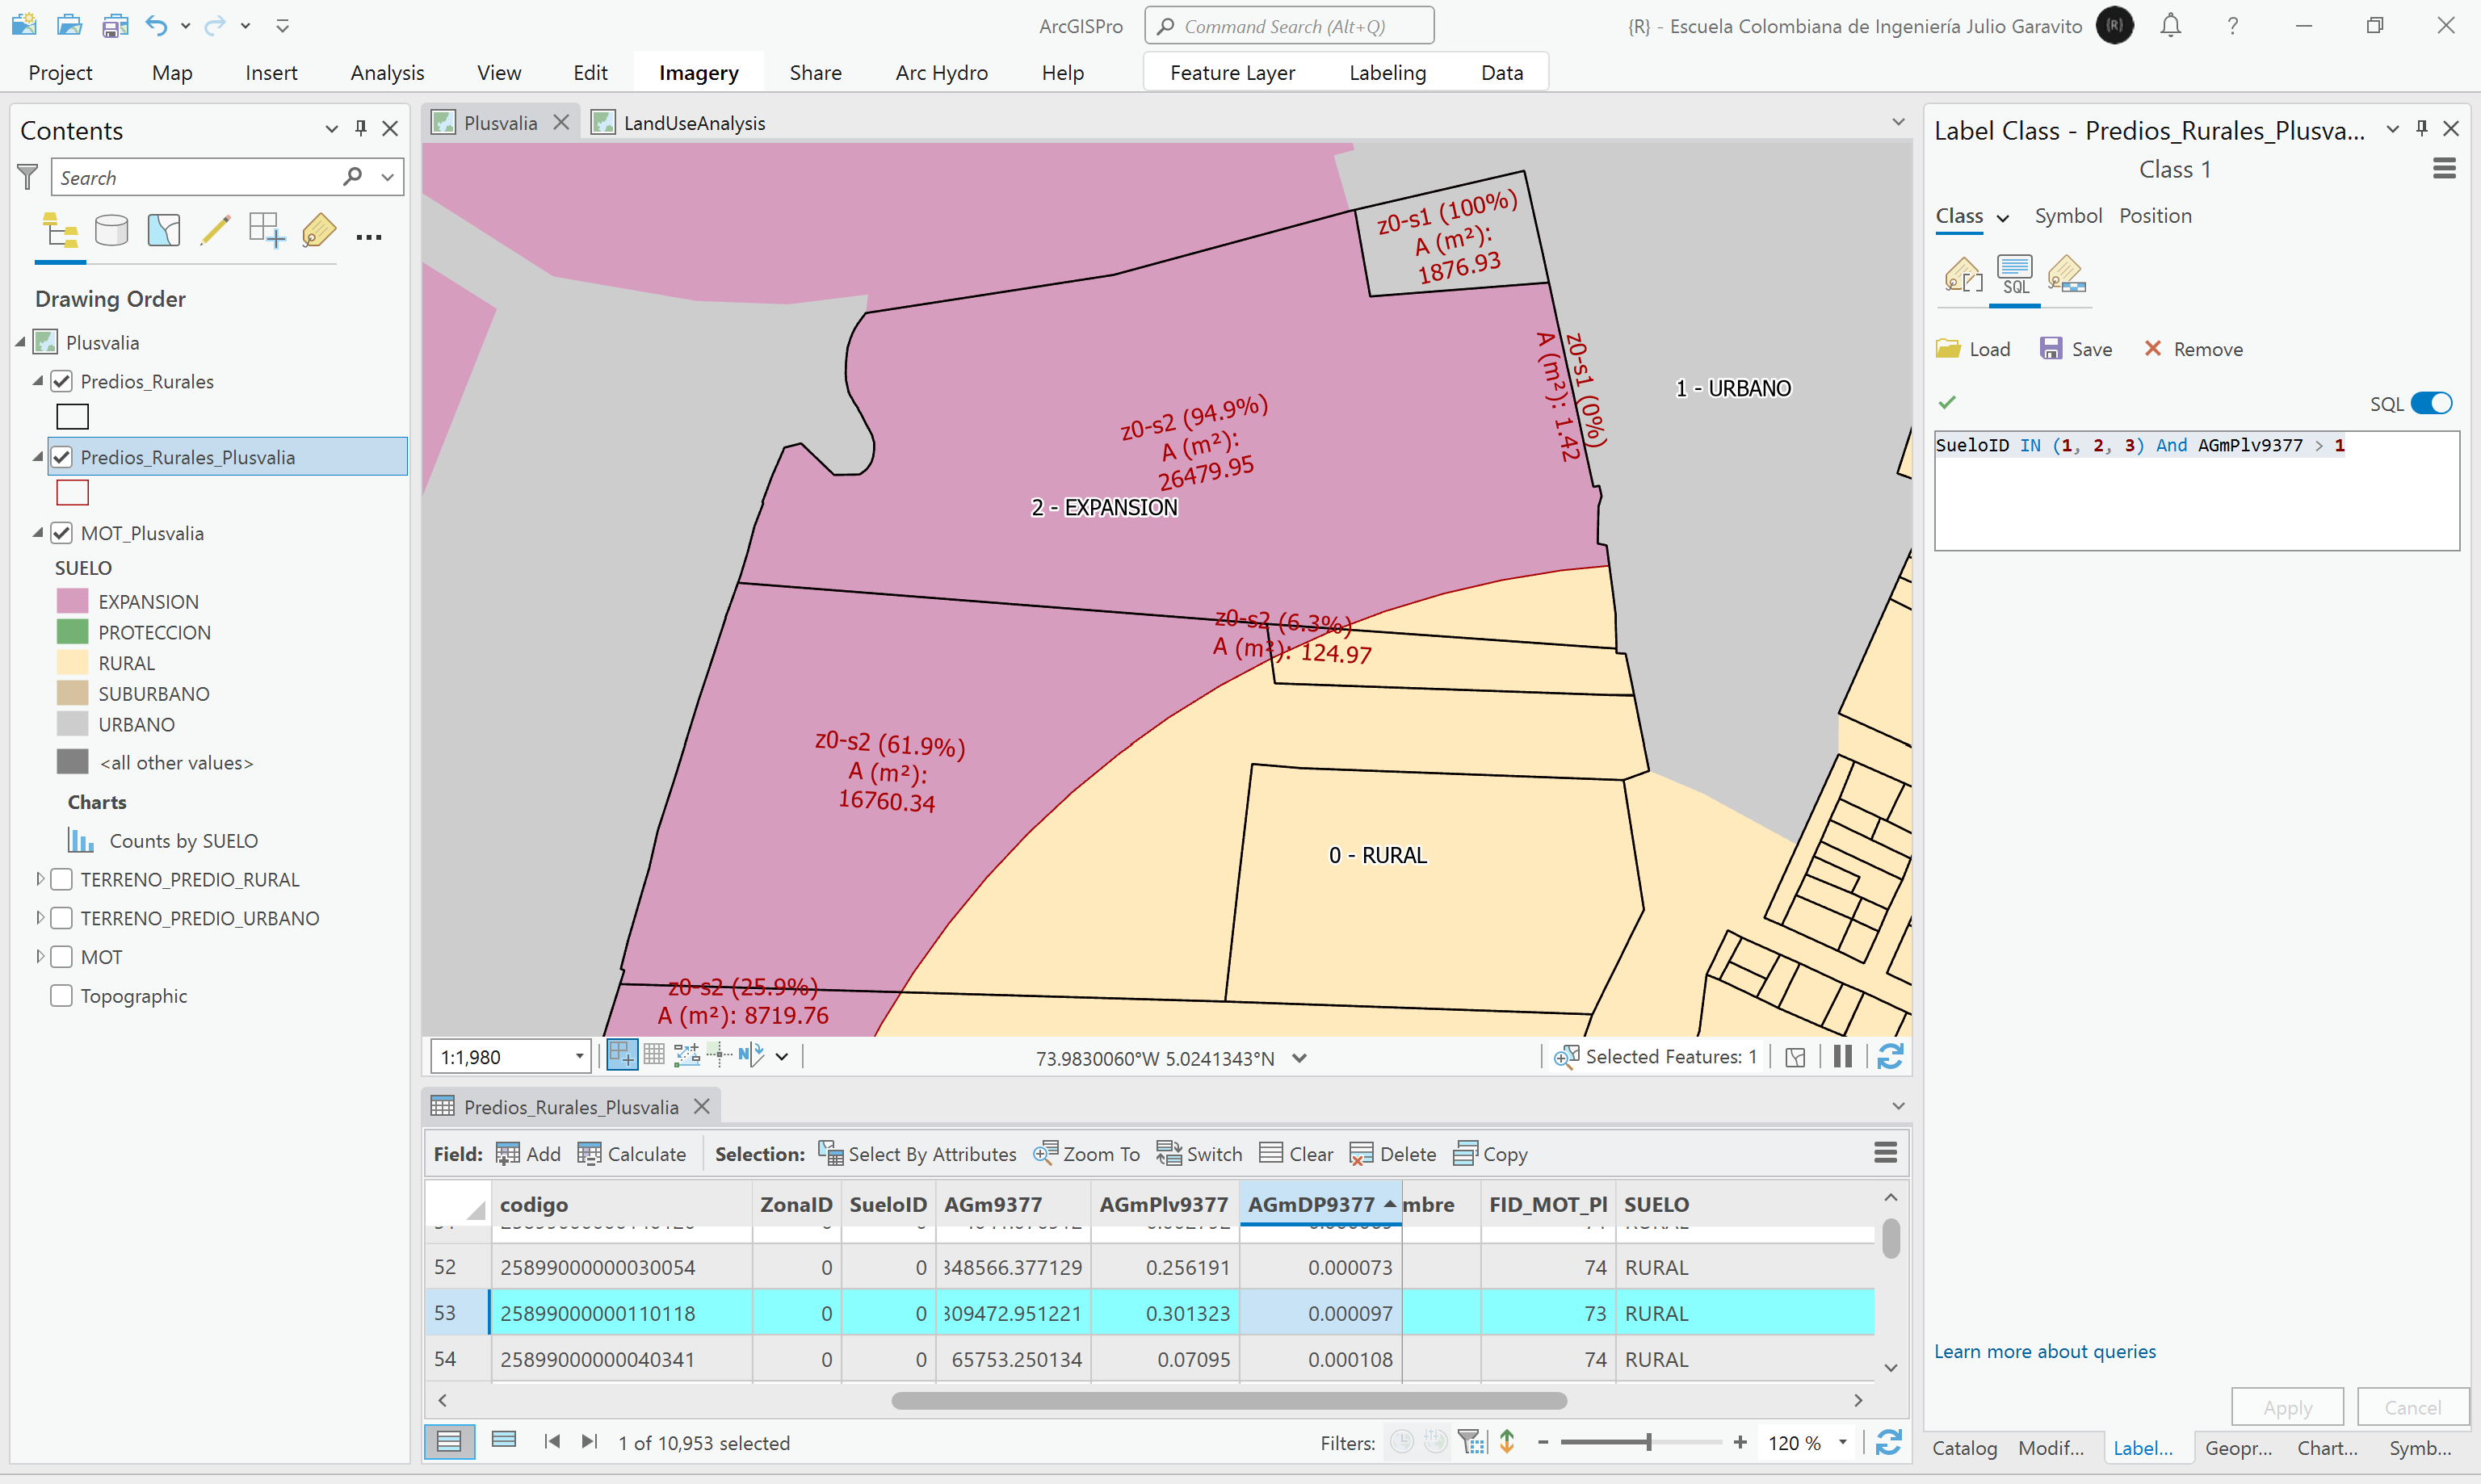 ArcGISPro
Command Search (Alt+Q)
{R} - Escuela Colombiana de Ingeniería Julio Garavito
{R}
Project
Map
Insert
Analysis
View
Edit
Imagery
Share
Arc Hydro
Help
Feature Layer
Labeling
Data
Contents
Search
Drawing Order
Plusvalia
Predios_Rurales
Predios_Rurales_Plusvalia
MOT_Plusvalia
SUELO
EXPANSION
PROTECCION
RURAL
SUBURBANO
URBANO
<all other values>
Charts
Counts by SUELO
TERRENO_PREDIO_RURAL
TERRENO_PREDIO_URBANO
MOT
Topographic
Plusvalia
LandUseAnalysis
z0-s1 (100%)
A (m²):
1876.93
z0-s1 (0%)
A (m²): 1.42
1 - URBANO
z0-s2 (94.9%)
A (m²):
26479.95
2 - EXPANSION
z0-s2 (6.3%)
A (m²): 124.97
z0-s2 (61.9%)
A (m²):
16760.34
0 - RURAL
z0-s2 (25.9%)
A (m²): 8719.76
1:1,980
N
73.9830060°W 5.0241343°N
Selected Features: 1
Predios_Rurales_Plusvalia
Field:
Add
Calculate
Selection:
Select By Attributes
Zoom To
Switch
Clear
Delete
Copy
codigo ZonaID SueloID AGm9377 AGmPlv9377 AGmDP9377 mbre FID_MOT_Pl SUELO
52 25899000000030054 0 0 348566.377129 0.256191 0.000073 74 RURAL
53 25899000000110118 0 0 309472.951221 0.301323 0.000097 73 RURAL
54 25899000000040341 0 0 65753.250134 0.07095 0.000108 74 RURAL
1 of 10,953 selected
Filters:
120 %
Label Class - Predios_Rurales_Plusva...
Class 1
Class
Symbol
Position
SQL
Load
Save
Remove
SQL
SueloID IN (1, 2, 3) And AGmPlv9377 > 1
Learn more about queries
Apply
Cancel
Catalog
Modif...
Label...
Geopr...
Chart...
Symb...